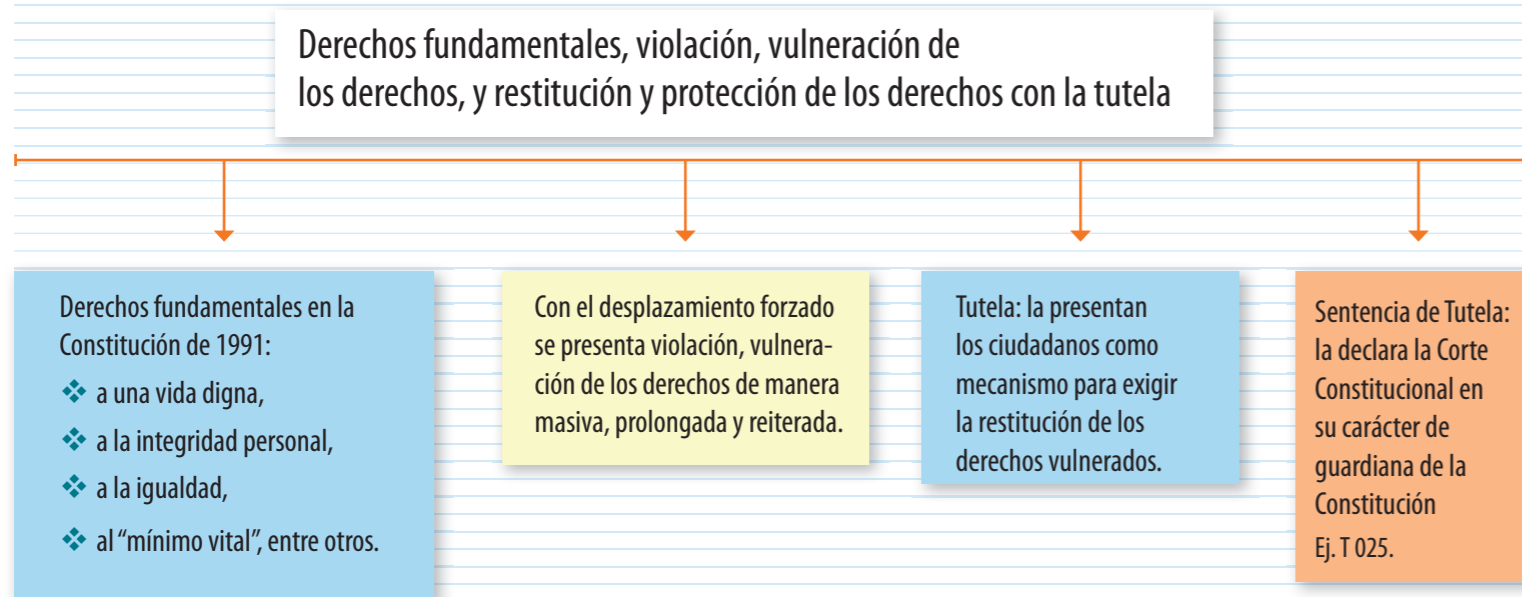 Derechos fundamentales, violación, vulneración de
los derechos, y restitución y protección de los derechos con la tutela
Derechos fundamentales en la
Constitución de 1991:
❖ a una vida digna,
❖ a la integridad personal,
❖ a la igualdad,
❖ al “mínimo vital”, entre otros.
Con el desplazamiento forzado
se presenta violación, vulnera-
ción de los derechos de manera
masiva, prolongada y reiterada.
Tutela: la presentan
los ciudadanos como
mecanismo para exigir
la restitución de los
derechos vulnerados.
Sentencia de Tutela:
la declara la Corte
Constitucional en
su carácter de
guardiana de la
Constitución
Ej. T 025.